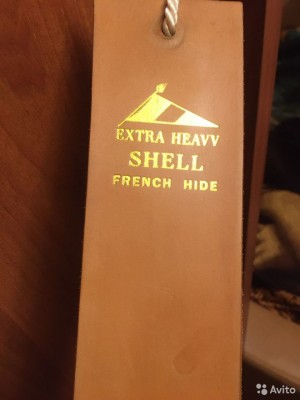 EXTRA HEAVV
SHELL
FRENCH HIDE
Avito